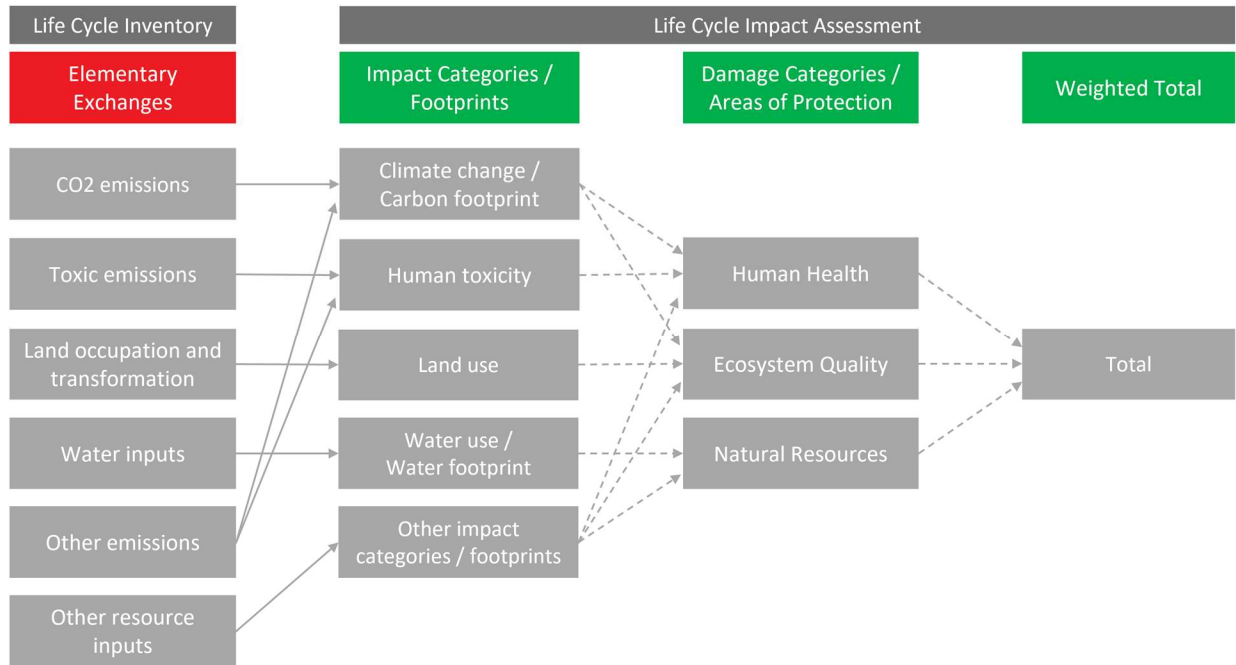 Life Cycle Inventory
Life Cycle Impact Assessment
Elementary
Exchanges
Impact Categories /
Footprints
Damage Categories /
Areas of Protection
Weighted Total
CO2 emissions
Climate change /
Carbon footprint
Toxic emissions
Human toxicity
Human Health
Land occupation and
transformation
Land use
Ecosystem Quality
Total
Water inputs
Water use /
Water footprint
Natural Resources
Other emissions
Other impact
categories / footprints
Other resource
inputs